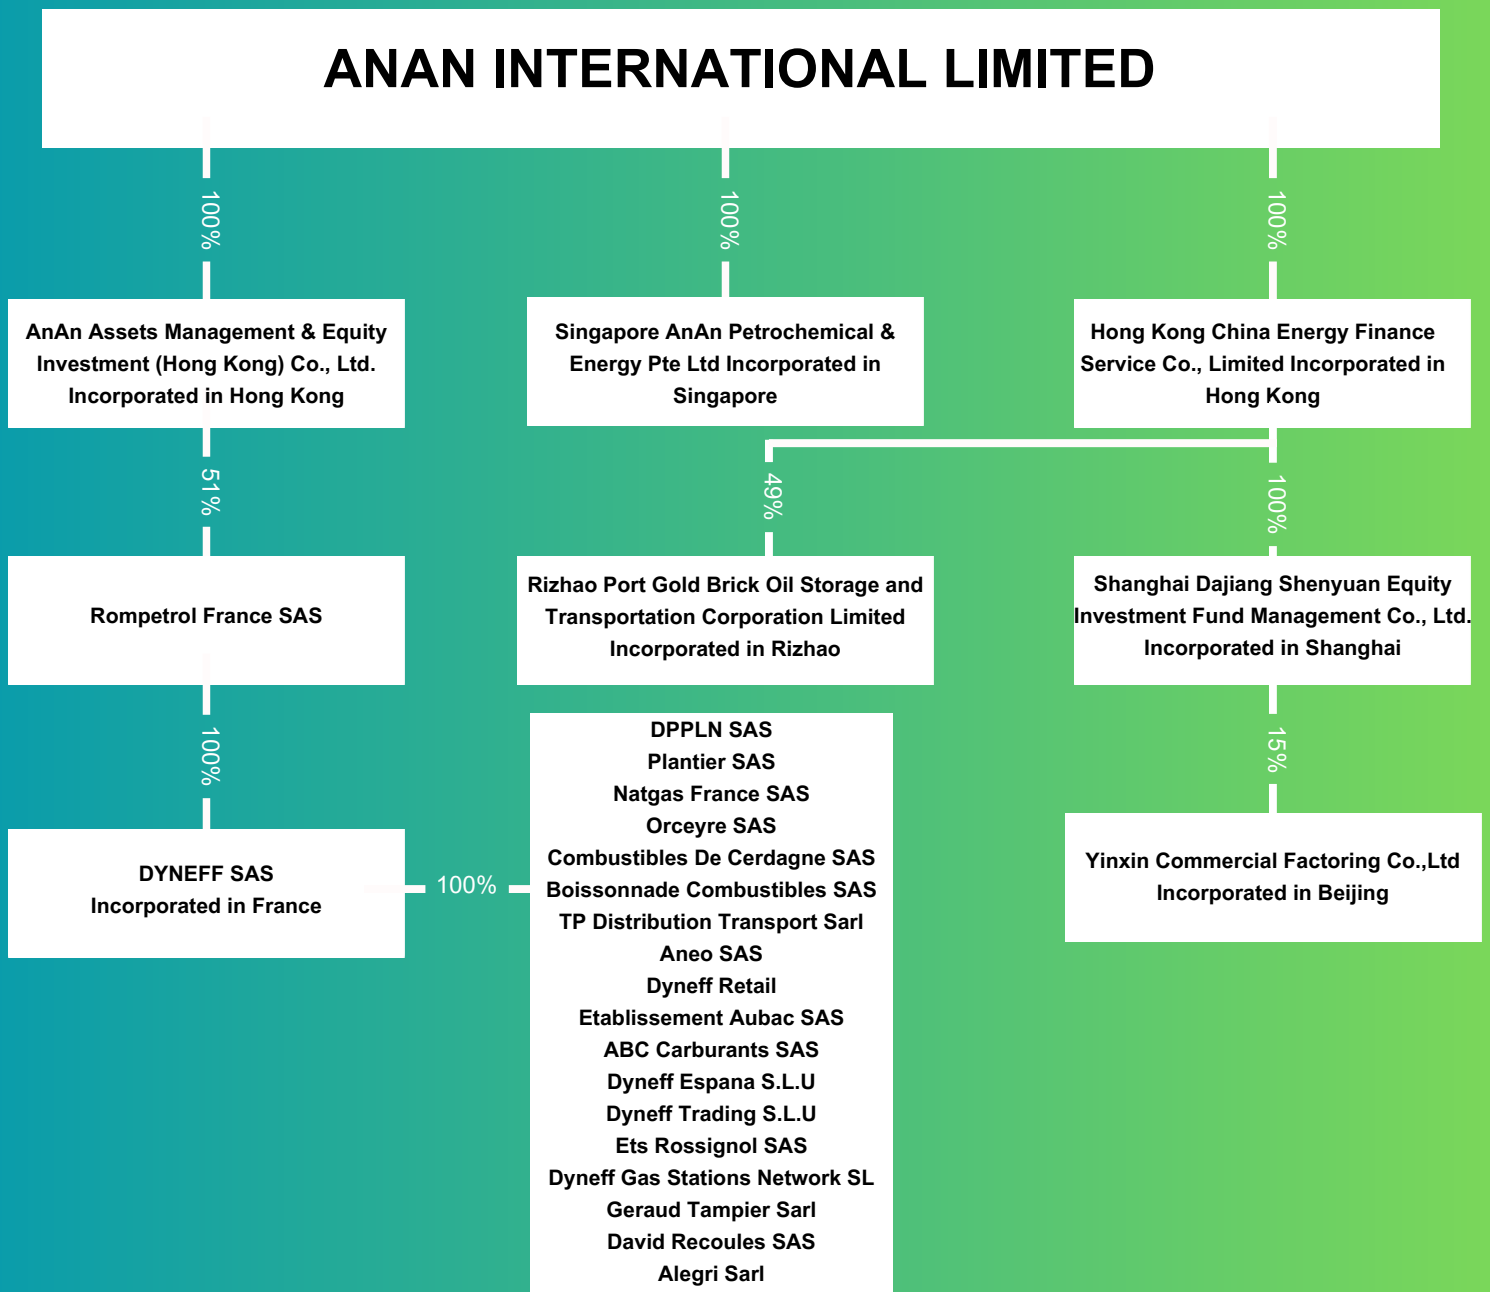 ANAN INTERNATIONAL LIMITED
100%
100%
100%
AnAn Assets Management & Equity
Investment (Hong Kong) Co., Ltd.
Incorporated in Hong Kong
Singapore AnAn Petrochemical &
Energy Pte Ltd Incorporated in
Singapore
Hong Kong China Energy Finance
Service Co., Limited Incorporated in
Hong Kong
51%
49%
100%
Rompetrol France SAS
Rizhao Port Gold Brick Oil Storage and
Transportation Corporation Limited
Incorporated in Rizhao
Shanghai Dajiang Shenyuan Equity
Investment Fund Management Co., Ltd.
Incorporated in Shanghai
100%
15%
DYNEFF SAS
Incorporated in France
100%
DPPLN SAS
Plantier SAS
Natgas France SAS
Orceyre SAS
Combustibles De Cerdagne SAS
Boissonnade Combustibles SAS
TP Distribution Transport Sarl
Aneo SAS
Dyneff Retail
Etablissement Aubac SAS
ABC Carburants SAS
Dyneff Espana S.L.U
Dyneff Trading S.L.U
Ets Rossignol SAS
Dyneff Gas Stations Network SL
Geraud Tampier Sarl
David Recoules SAS
Alegri Sarl
Yinxin Commercial Factoring Co.,Ltd
Incorporated in Beijing